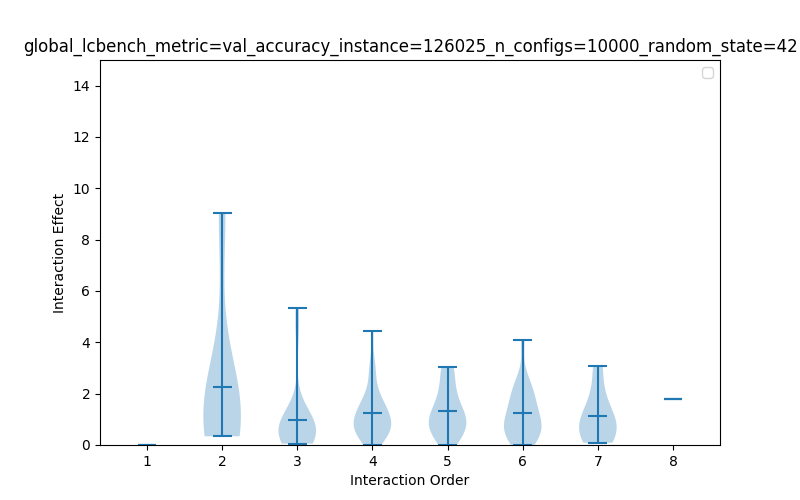 global_lcbench_metric=val_accuracy_instance=126025_n_configs=10000_random_state=42
14
12
10
8
6
4
2
0
Interaction Effect
1 2 3 4 5 6 7 8
Interaction Order